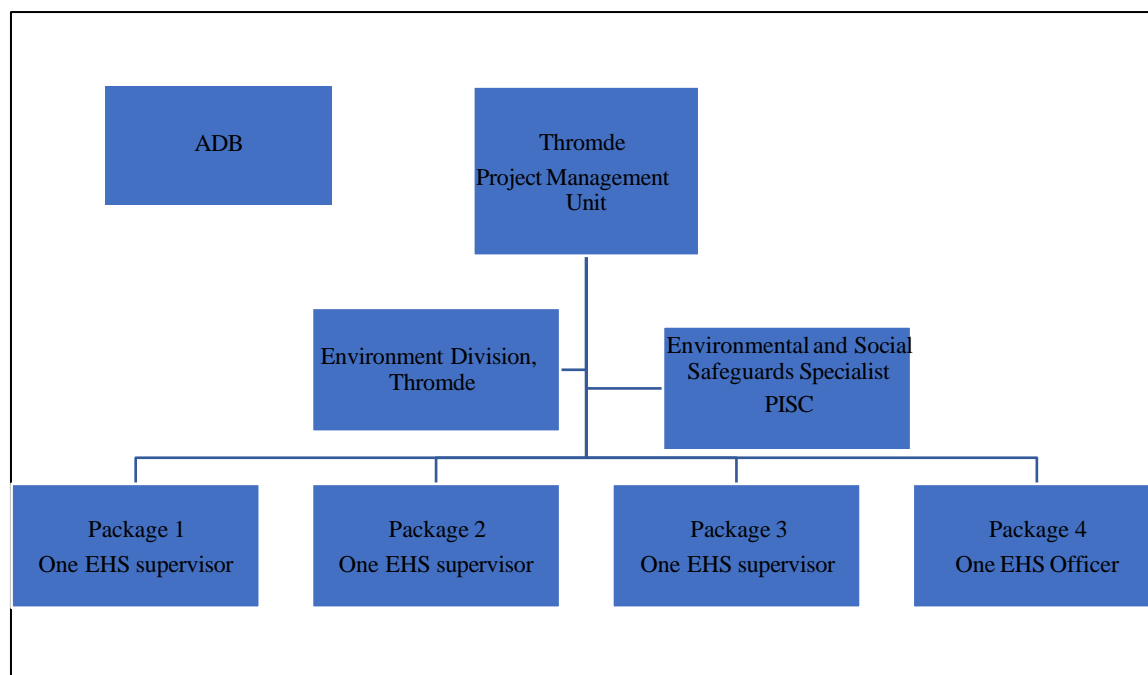 ADB
Thromde
Project Management
Unit
Environment Division,
Thromde
Environmental and Social
Safeguards Specialist
PISC
Package 1
One EHS supervisor
Package 2
One EHS supervisor
Package 3
One EHS supervisor
Package 4
One EHS Officer